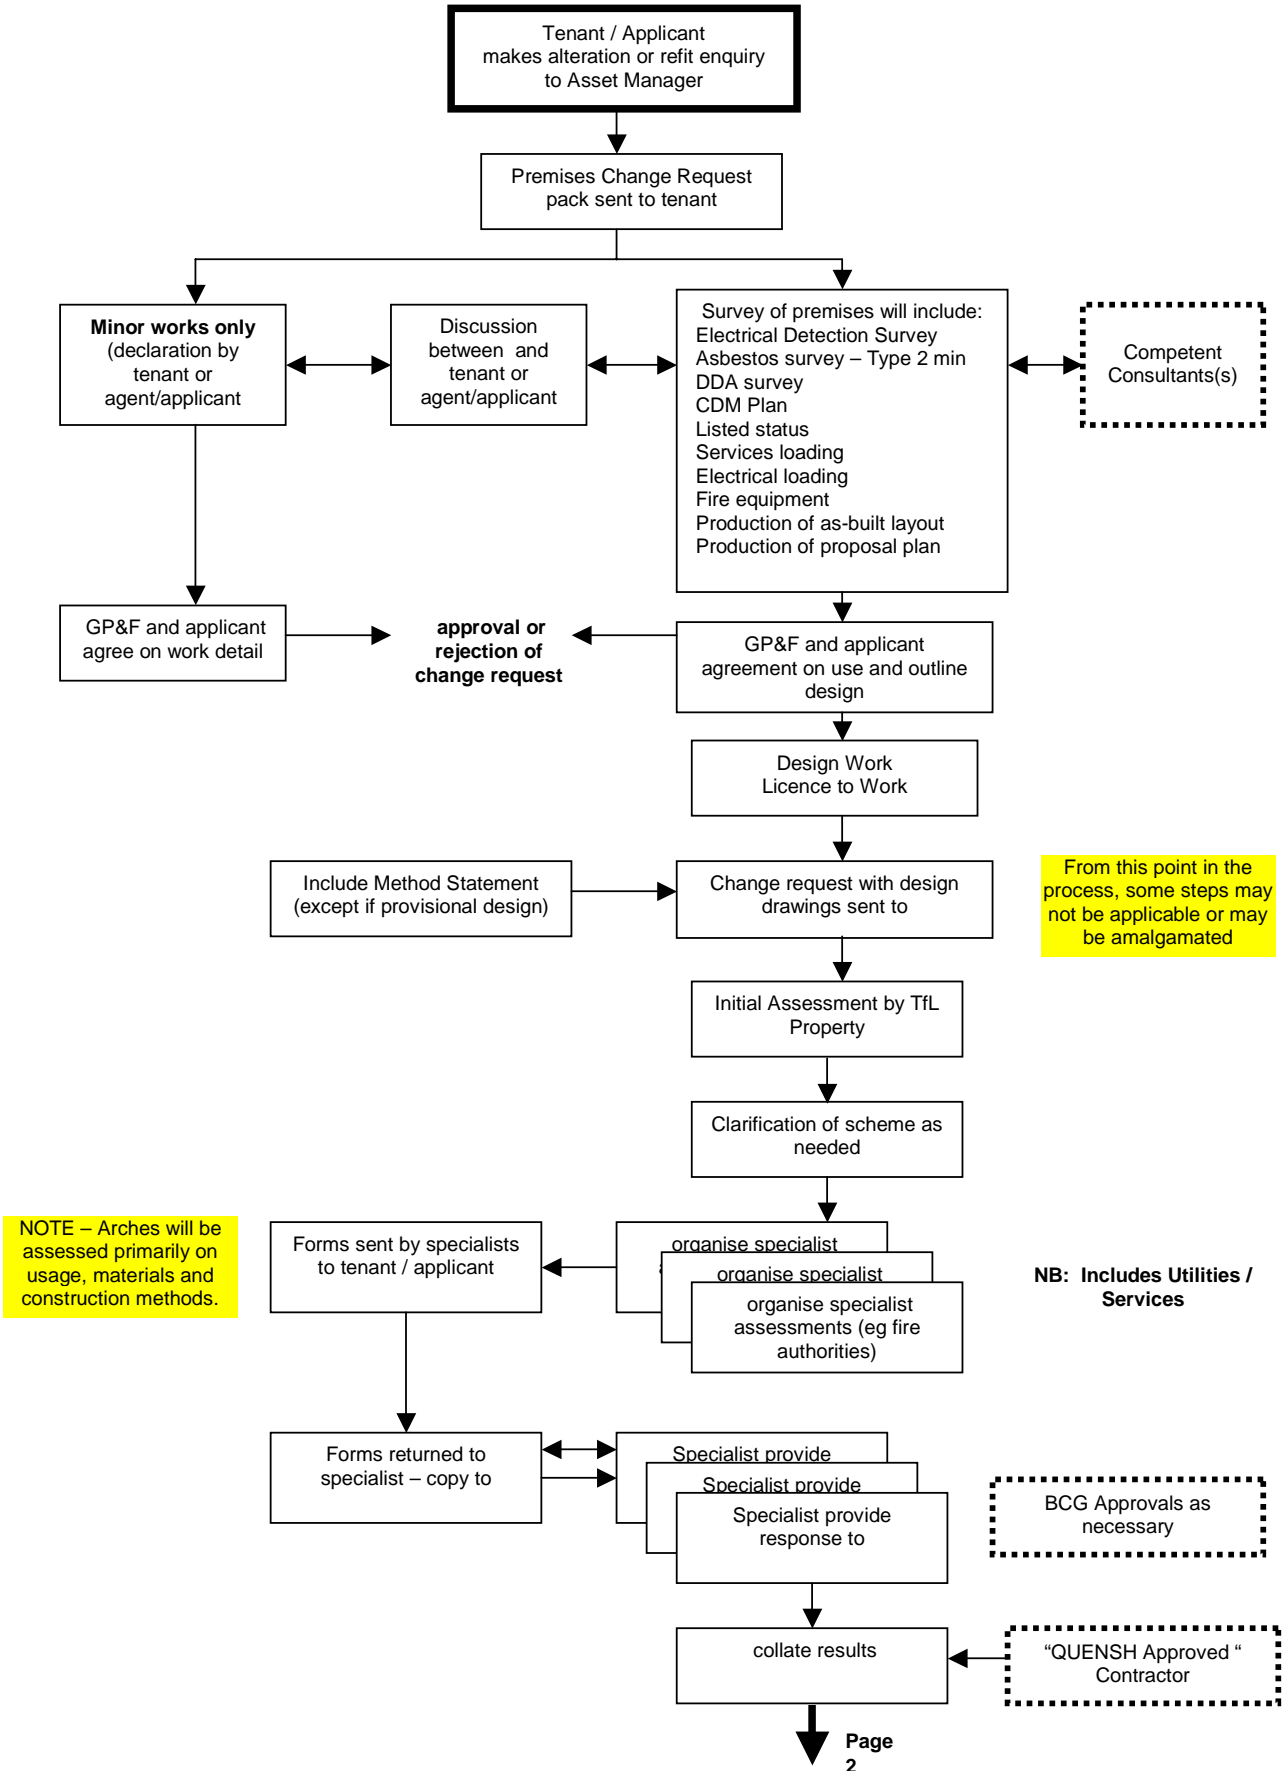 Tenant / Applicant
makes alteration or refit enquiry
to Asset Manager
Premises Change Request
pack sent to tenant
Minor works only
(declaration by
tenant or
agent/applicant
Discussion
between  and
tenant or
agent/applicant
Survey of premises will include:
Electrical Detection Survey
Asbestos survey – Type 2 min
DDA survey
CDM Plan
Listed status
Services loading
Electrical loading
Fire equipment
Production of as-built layout
Production of proposal plan
Competent
Consultants(s)
GP&F and applicant
agree on work detail
approval or
rejection of
change request
GP&F and applicant
agreement on use and outline
design
Design Work
Licence to Work
Include Method Statement
(except if provisional design)
Change request with design
drawings sent to
From this point in the
process, some steps may
not be applicable or may
be amalgamated
Initial Assessment by TfL
Property
Clarification of scheme as
needed
NOTE – Arches will be
assessed primarily on
usage, materials and
construction methods.
Forms sent by specialists
to tenant / applicant
organise specialist
organise specialist
organise specialist
assessments (eg fire
authorities)
NB:  Includes Utilities /
Services
Forms returned to
specialist – copy to
Specialist provide
Specialist provide
Specialist provide
response to
BCG Approvals as
necessary
collate results
“QUENSH Approved “
Contractor
Page
2